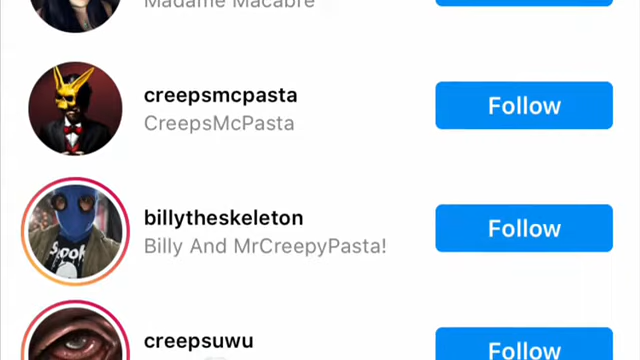 Madame Macabre
creepsmcpasta
CreepsMcPasta
Follow
billytheskeleton
Billy And MrCreepyPasta!
Follow
creepsuwu
Follow